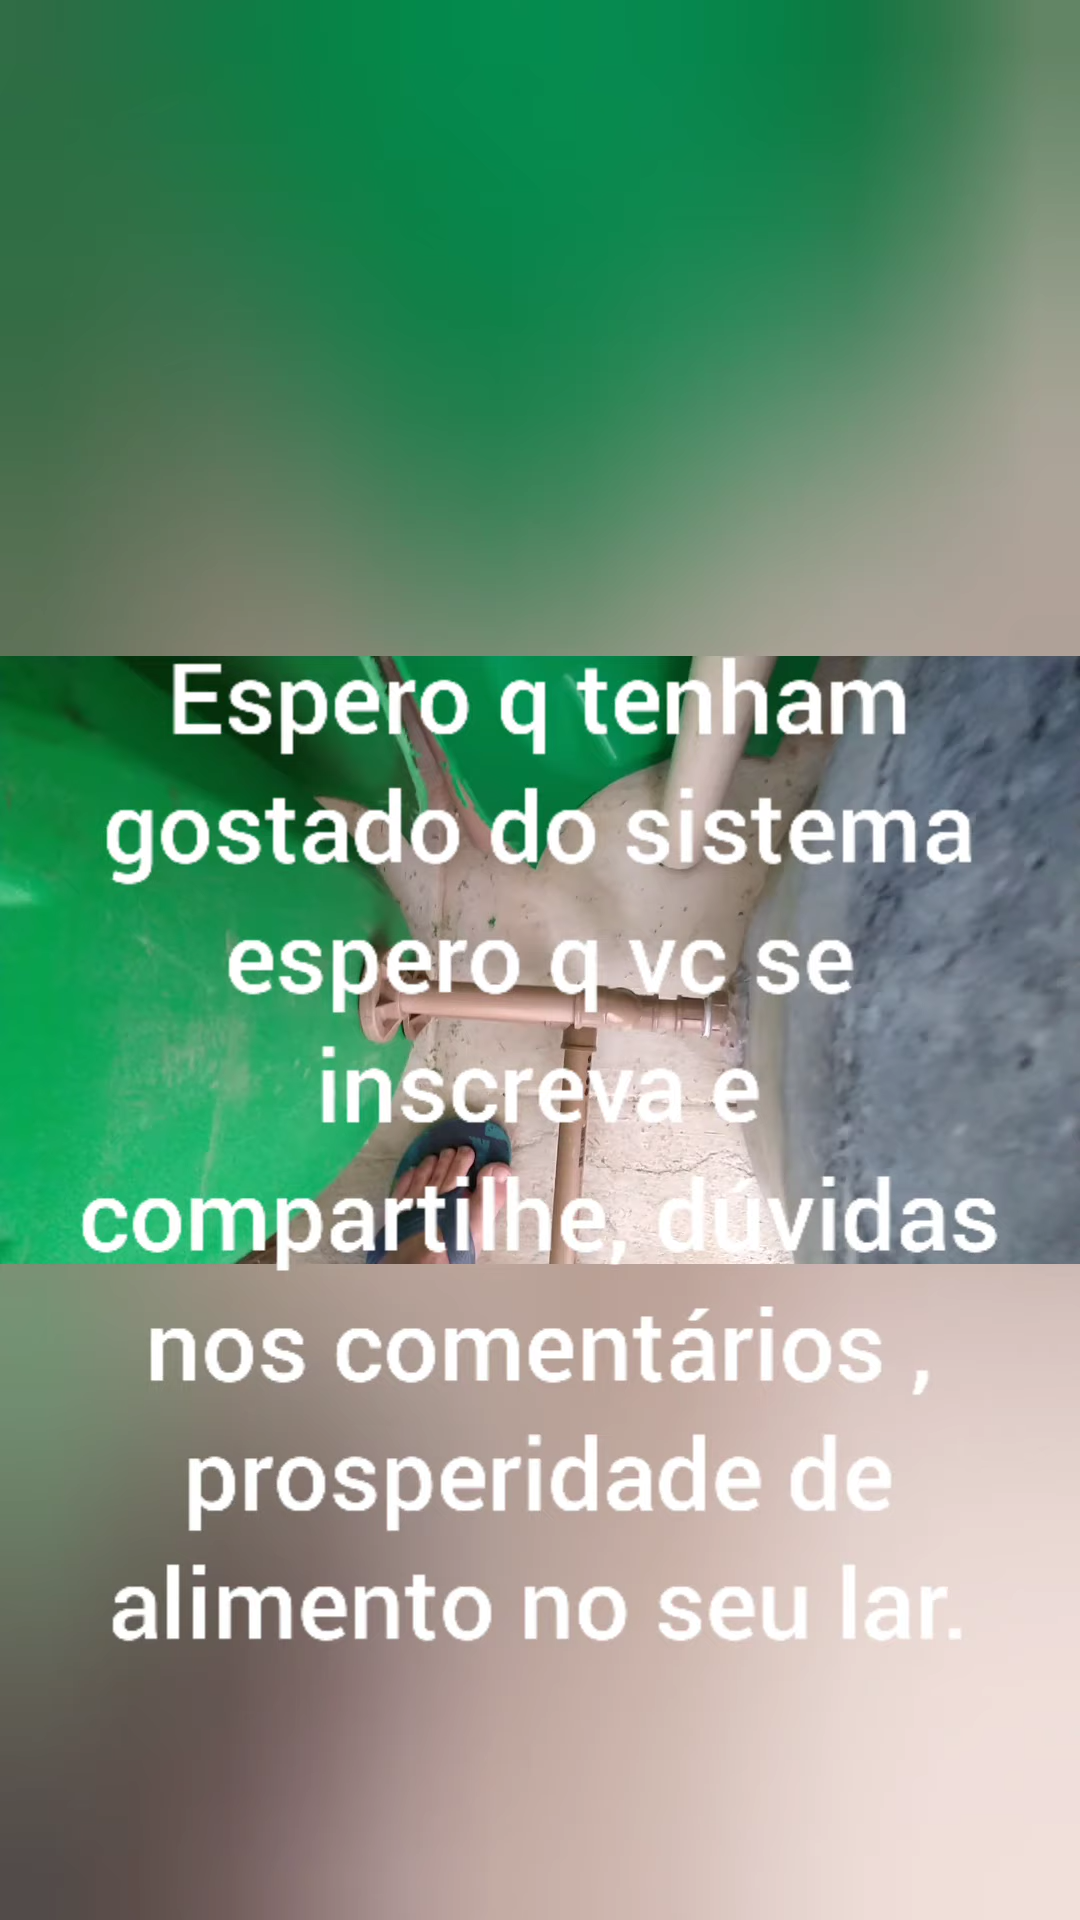 Espero q tenham
gostado do sistema
espero q vc se
inscreva e
compartilhe, dúvidas
nos comentários ,
prosperidade de
alimento no seu lar.